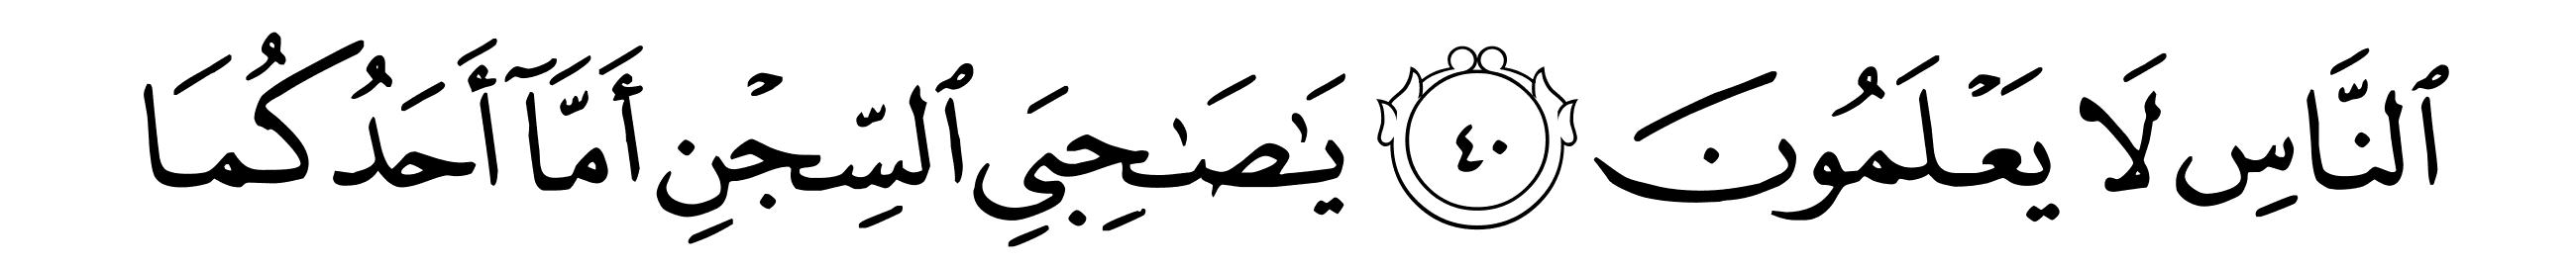 ٱلنَّاسِ لَا يَعْلَمُونَ ٤٠ يَٰصَٰحِبَيِ ٱلسِّجْنِ أَمَّآ أَحَدُكُمَا